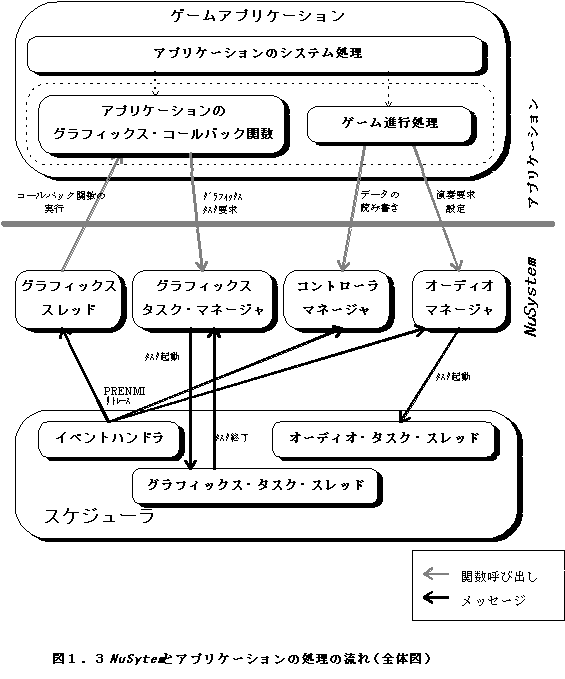 ゲームアプリケーション
アプリケーションのシステム処理
アプリケーションの
グラフィックス・コールバック関数
ゲーム進行処理
アプリケーション
コールバック関数の
実行
ｸﾞﾗﾌｨｯｸｽ
ﾀｽｸ要求
データの
読み書き
演奏要求
設定
NuSystem
グラフィックス
スレッド
グラフィックス
タスク・マネージャ
コントローラ
マネージャ
オーディオ
マネージャ
ﾀｽｸ起動
ﾀｽｸ起動
PRENMI
ﾘﾄﾚｰｽ
イベントハンドラ
ﾀｽｸ終了
オーディオ・タスク・スレッド
グラフィックス・タスク・スレッド
スケジューラ
関数呼び出し
メッセージ
図１．３ NuSytemとアプリケーションの処理の流れ(全体図)